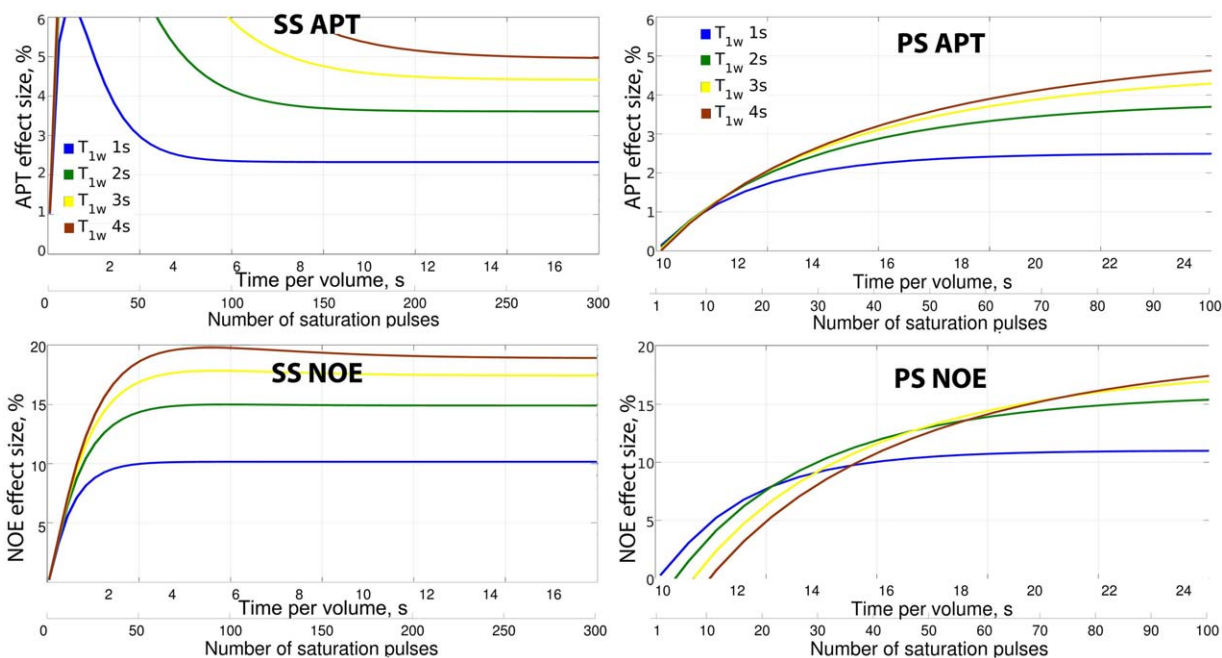 SS APT
APT effect size, %
6
5
4
3
2
1
0
T1w 1s
T1w 2s
T1w 3s
T1w 4s
2 4 6 8 10 12 14 16
Time per volume, s
0 50 100 150 200 250 300
Number of saturation pulses
PS APT
APT effect size, %
6
5
4
3
2
1
0
T1w 1s
T1w 2s
T1w 3s
T1w 4s
10 12 14 16 18 20 22 24
Time per volume, s
1 10 20 30 40 50 60 70 80 90 100
Number of saturation pulses
SS NOE
NOE effect size, %
20
15
10
5
2 4 6 8 10 12 14 16
Time per volume, s
0 50 100 150 200 250 300
Number of saturation pulses
PS NOE
NOE effect size, %
20
15
10
5
0
10 12 14 16 18 20 22 24
Time per volume, s
1 10 20 30 40 50 60 70 80 90 100
Number of saturation pulses